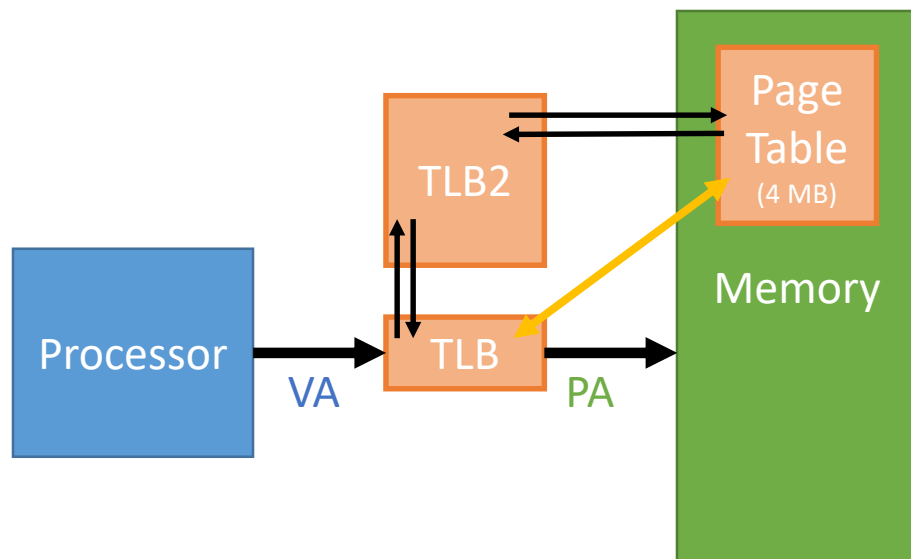 Page
Table
(4 MB)
TLB2
Memory
Processor
TLB
VA
PA